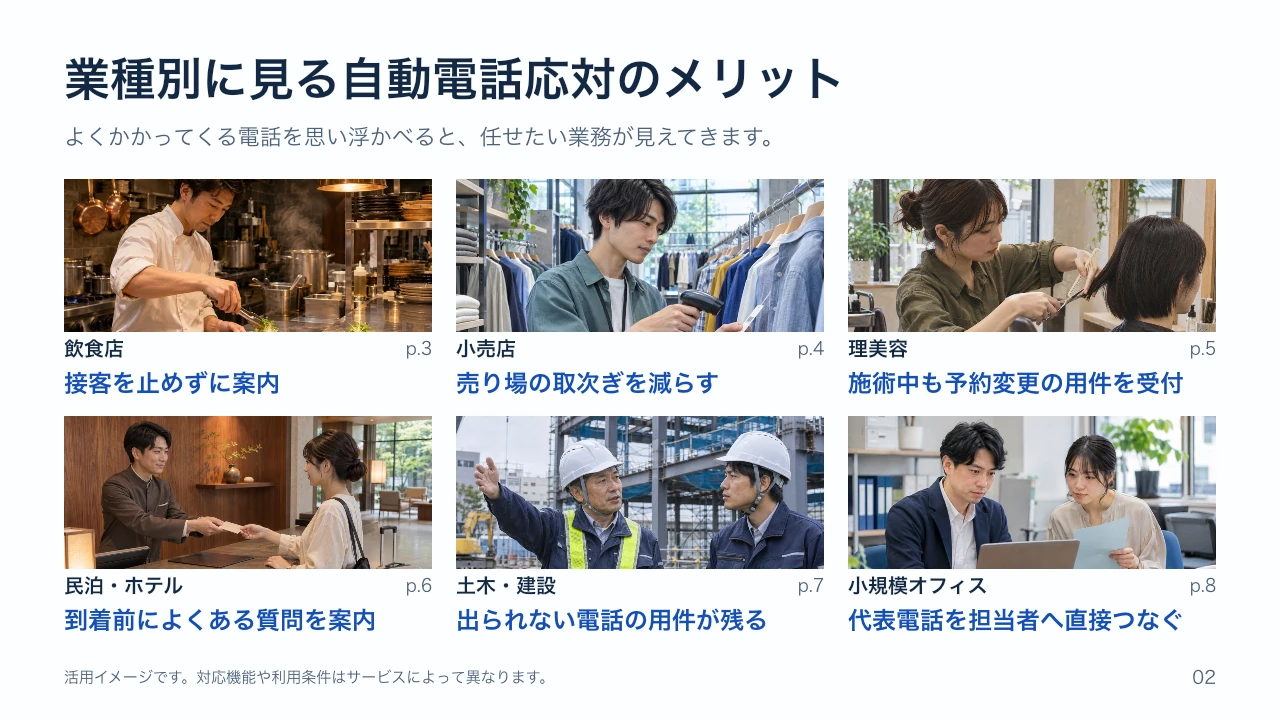 業種別に見る自動電話応対のメリット
よくかかってくる電話を思い浮かべると、任せたい業務が見えてきます。
飲食店 p.3
接客を止めずに案内
小売店 p.4
売り場の取次ぎを減らす
理美容 p.5
施術中も予約変更の用件を受付
民泊・ホテル p.6
到着前によくある質問を案内
土木・建設 p.7
出られない電話の用件が残る
小規模オフィス p.8
代表電話を担当者へ直接つなぐ
活用イメージです。対応機能や利用条件はサービスによって異なります。
02